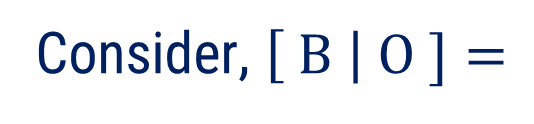 Consider, [ B | O ] =